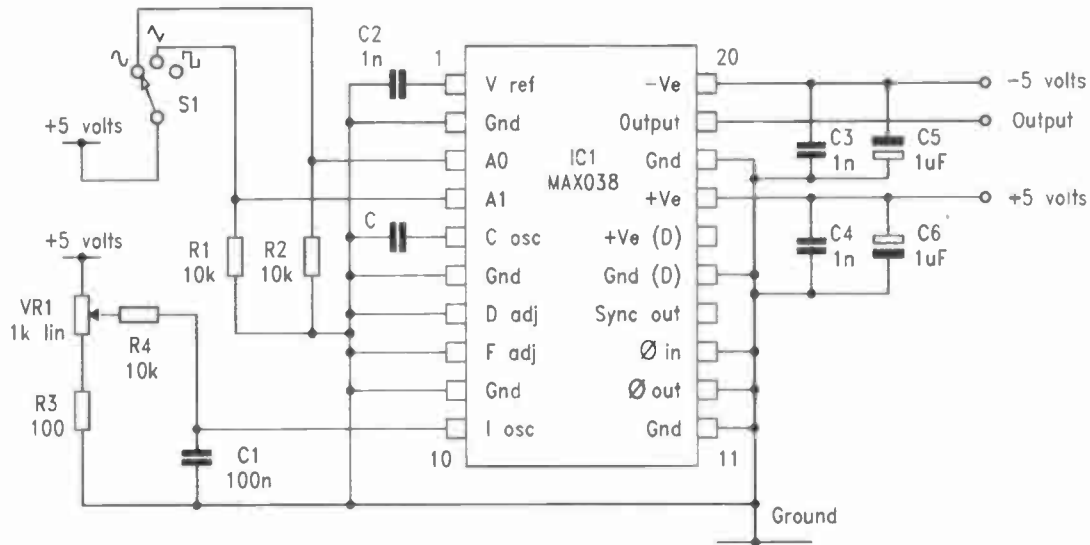 C2
1n
1
20
S1
+5 volts
V ref
Gnd
A0
A1
C osc
Gnd
D adj
F adj
Gnd
I osc
IC1
MAX038
-Ve
Output
Gnd
+Ve
+Ve (D)
Gnd (D)
Sync out
Ø in
Ø out
Gnd
-5 volts
Output
C3
1n
C5
1uF
+5 volts
C
+5 volts
R1
10k
R2
10k
C4
1n
C6
1uF
VR1
1k lin
R4
10k
R3
100
C1
100n
10
11
Ground